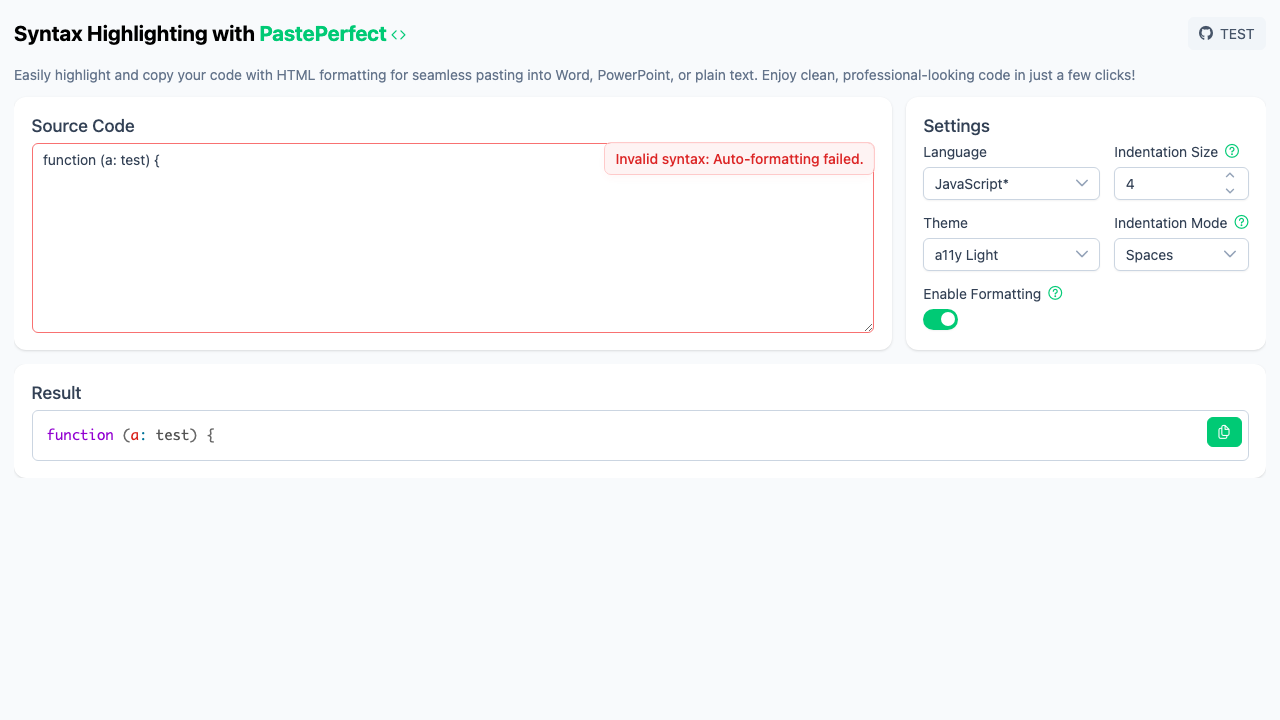 Syntax Highlighting with PastePerfect <>
TEST
Easily highlight and copy your code with HTML formatting for seamless pasting into Word, PowerPoint, or plain text. Enjoy clean, professional-looking code in just a few clicks!
Source Code
function (a: test) {
Invalid syntax: Auto-formatting failed.
Settings
Language
Indentation Size
JavaScript*
4
Theme
Indentation Mode
a11y Light
Spaces
Enable Formatting
Result
function (a: test) {